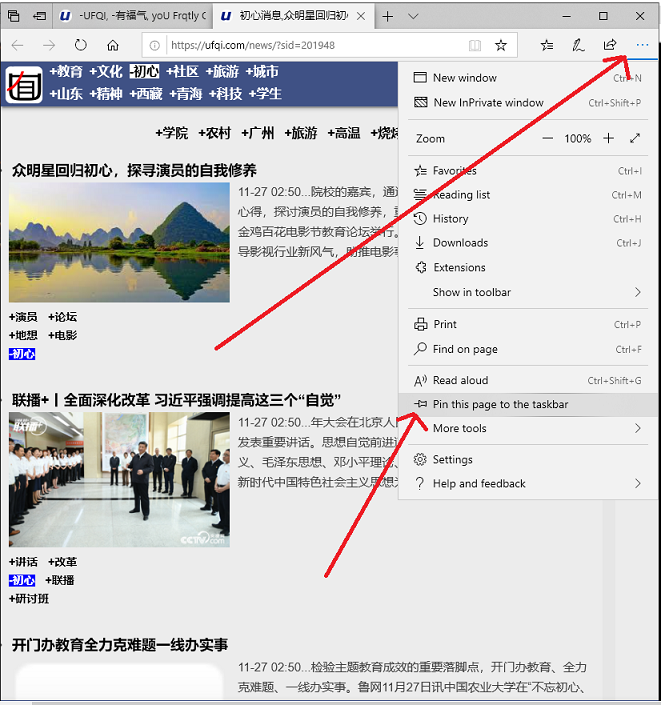 -UFQI, -有福气, yoU Frqtly Q
初心消息,众明星回归初心
https://ufqi.com/news/?sid=201948
自
+教育 +文化 -初心 +社区 +旅游 +城市
+山东 +精神 +西藏 +青海 +科技 +学生
+学院 +农村 +广州 +旅游 +高温 +烧烤
众明星回归初心，探寻演员的自我修养
11-27 02:50...院校的嘉宾，通过
心得，探讨演员的自我修养，
金鸡百花电影节教育论坛举行。
导影视行业新风气，助推电影
+演员 +论坛
+地想 +电影
-初心
联播+丨全面深化改革 习近平强调提高这三个“自觉”
联播+
CCTV
11-27 02:50...年大会在北京人
发表重要讲话。思想自觉前进
义、毛泽东思想、邓小平理论、
新时代中国特色社会主义思想
+讲话 +改革
-初心 +联播
+研讨班
开门办教育全力克难题一线办实事
11-27 02:50...检验主题教育成效的重要落脚点，开门办教育、全力
克难题、一线办实事。鲁网11月27日讯中国农业大学在“不忘初心、
New window Ctrl+N
New InPrivate window Ctrl+Shift+P
Zoom — 100% +
Favorites Ctrl+I
Reading list Ctrl+M
History Ctrl+H
Downloads Ctrl+J
Extensions
Show in toolbar
Print Ctrl+P
Find on page Ctrl+F
Read aloud Ctrl+Shift+G
Pin this page to the taskbar
More tools
Settings
Help and feedback